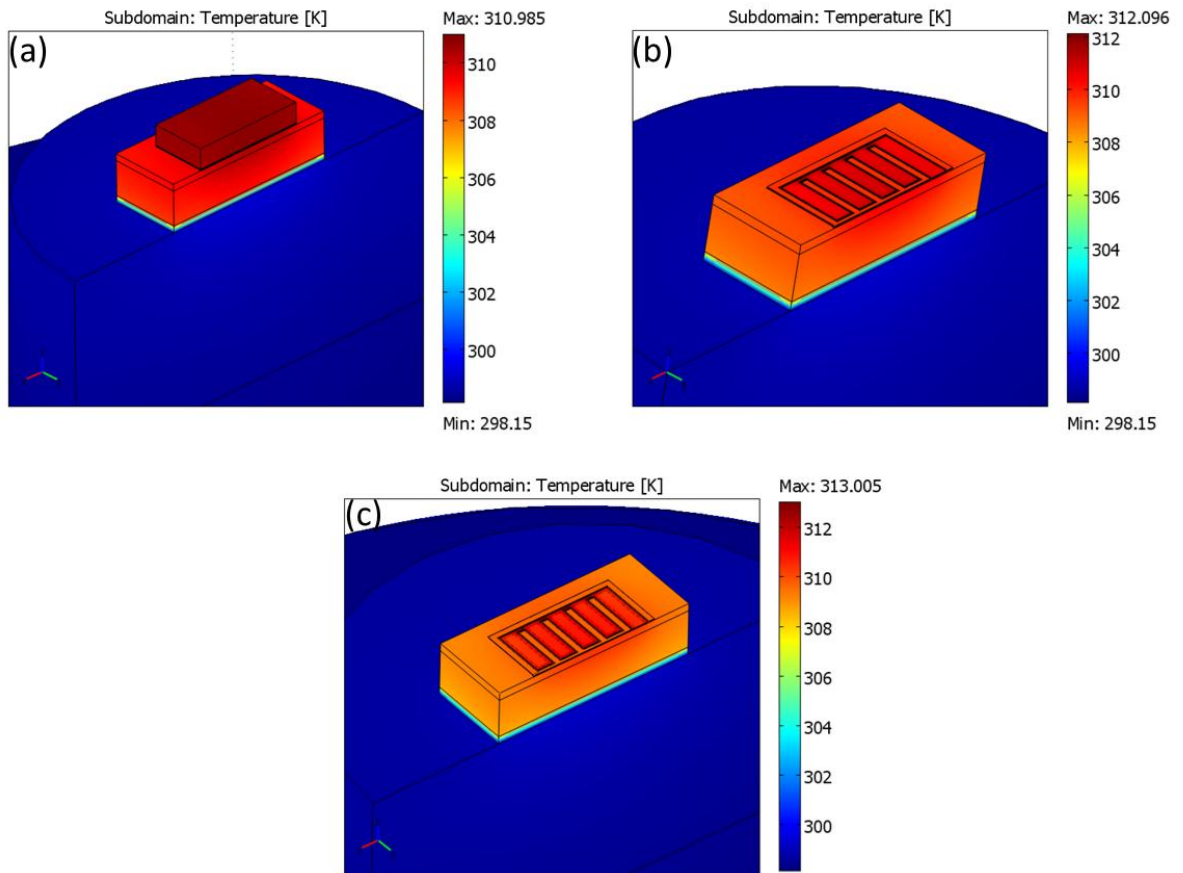 Subdomain: Temperature [K]
Max: 310.985
(a)
310
308
306
304
302
300
Min: 298.15
Subdomain: Temperature [K]
Max: 312.096
(b)
312
310
308
306
304
302
300
Min: 298.15
Subdomain: Temperature [K]
Max: 313.005
(c)
312
310
308
306
304
302
300